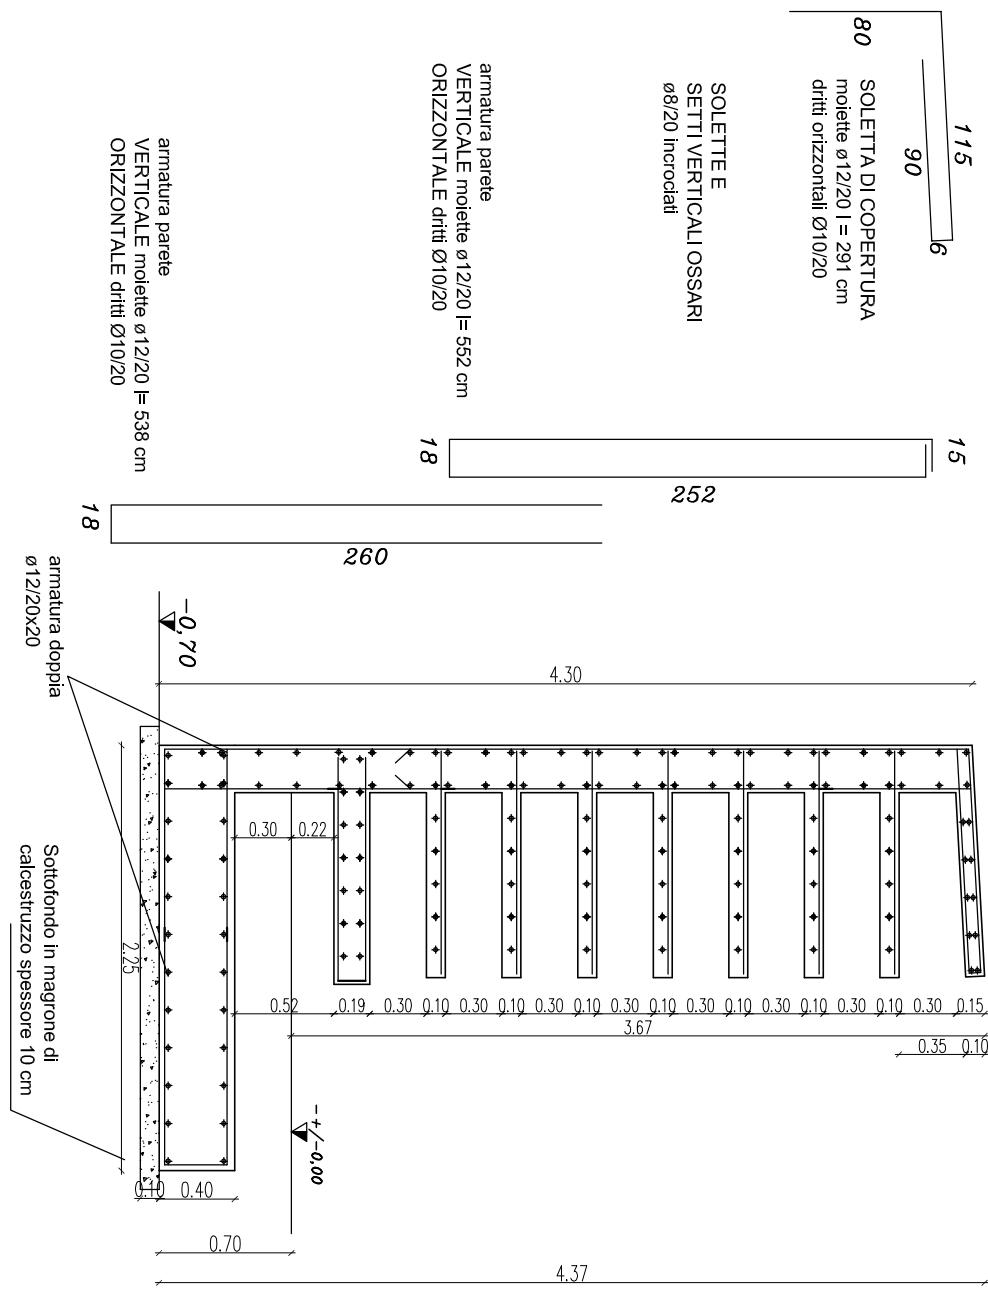 80
115
90
6
SOLETTA DI COPERTURA
moiette ø12/20 l = 291 cm
dritti orizzontali Ø10/20
SOLETTE E
SETTI VERTICALI OSSARI
ø8/20 incrociati
armatura parete
VERTICALE moiette ø12/20 l= 552 cm
ORIZZONTALE dritti Ø10/20
armatura parete
VERTICALE moiette ø12/20 l= 538 cm
ORIZZONTALE dritti Ø10/20
15
18
252
18
260
armatura doppia
ø12/20x20
-0,70
4.30
0.30
0.22
2.25
Sottofondo in magrone di
calcestruzzo spessore 10 cm
0.52
0.19
0.30
0.10
0.30
0.10
0.30
0.10
0.30
0.10
0.30
0.10
0.30
0.10
0.30
0.10
0.30
0.15
3.67
0.35
0.10
-+/-0,00
0.10
0.40
0.70
4.37